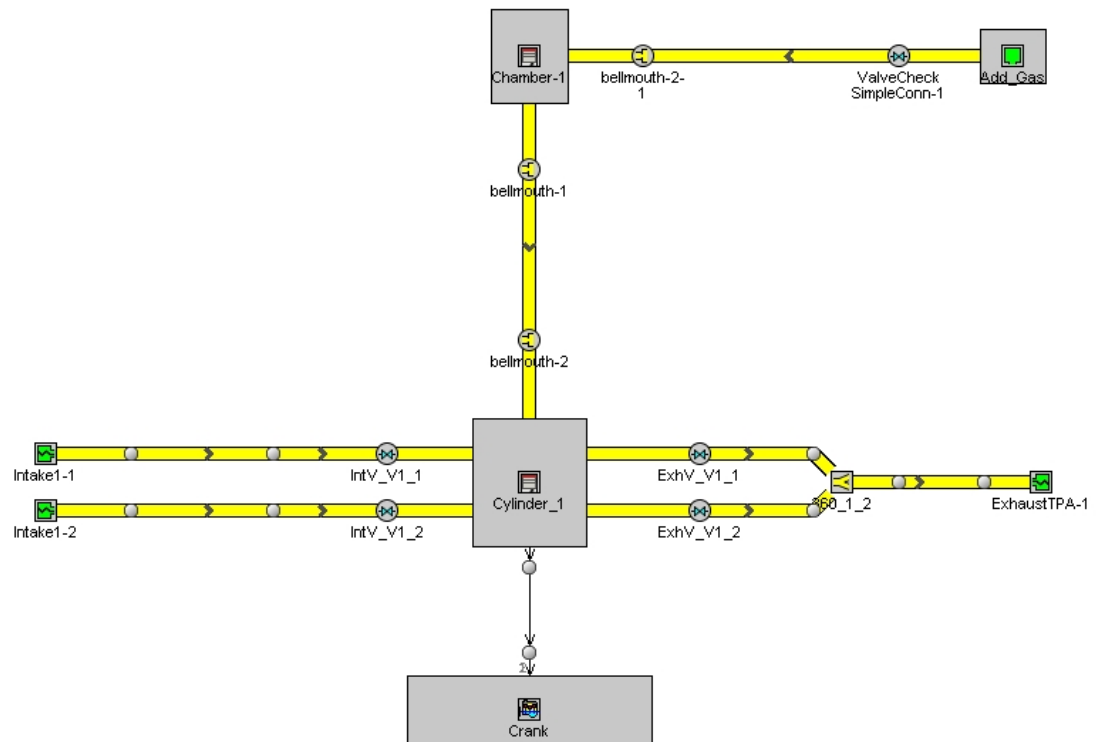 Chamber-1
bellmouth-2-
1
ValveCheck
SimpleConn-1
Add_Gas
bellmouth-1
bellmouth-2
Intake1-1
IntV_V1_1
ExhV_V1_1
Cylinder_1
360_1_2
ExhaustTPA-1
Intake1-2
IntV_V1_2
ExhV_V1_2
Crank